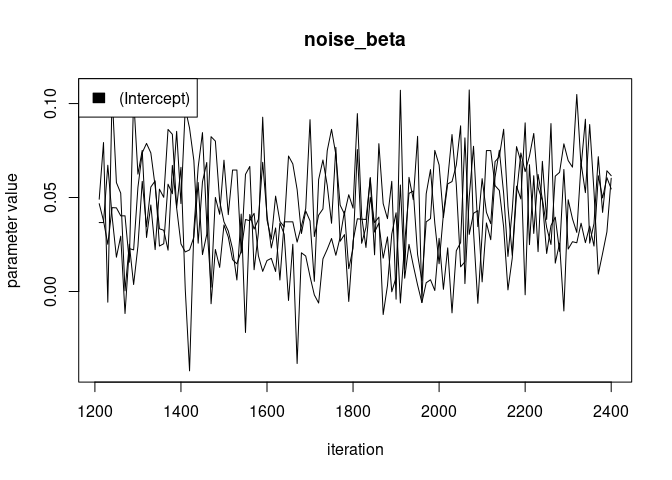 noise_beta
(Intercept)
0.10
0.05
0.00
parameter value
1200 1400 1600 1800 2000 2200 2400
iteration